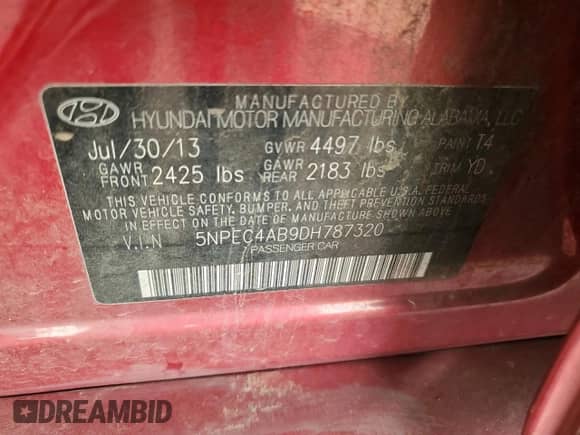 MANUFACTURED BY
HYUNDAI MOTOR MANUFACTURING ALABAMA, LLC
Jul/30/13 GVWR 4497 lbs PAINT T4
GAWR FRONT 2425 lbs GAWR REAR 2183 lbs TRIM YD
THIS VEHICLE CONFORMS TO ALL APPLICABLE U.S.A. FEDERAL
MOTOR VEHICLE SAFETY, BUMPER, AND THEFT PREVENTION STANDARDS
IN EFFECT ON THE DATE OF MANUFACTURE SHOWN ABOVE.
V.I.N 5NPEC4AB9DH787320
PASSENGER CAR
DREAMBID